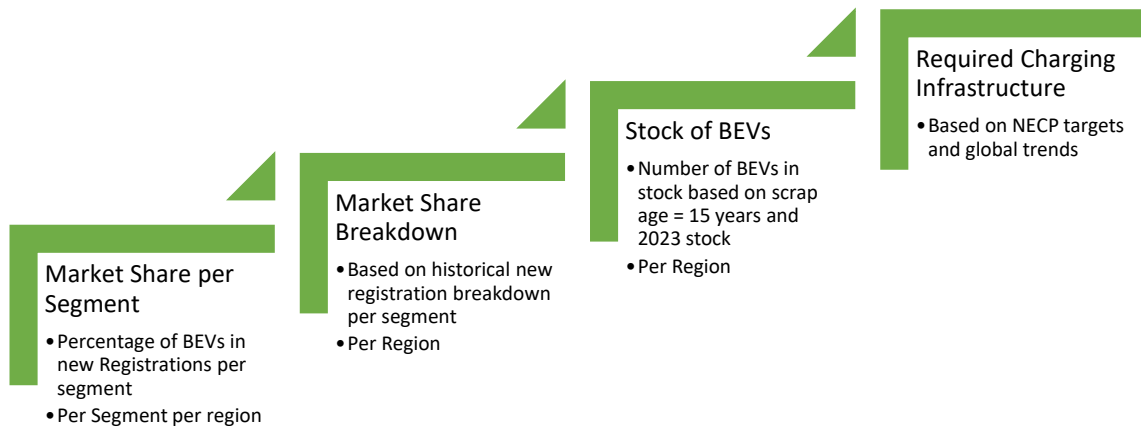 Market Share per
Segment
•Percentage of BEVs in
new Registrations per
segment
•Per Segment per region
Market Share
Breakdown
•Based on historical new
registration breakdown
per segment
•Per Region
Stock of BEVs
•Number of BEVs in
stock based on scrap
age = 15 years and
2023 stock
•Per Region
Required Charging
Infrastructure
•Based on NECP targets
and global trends